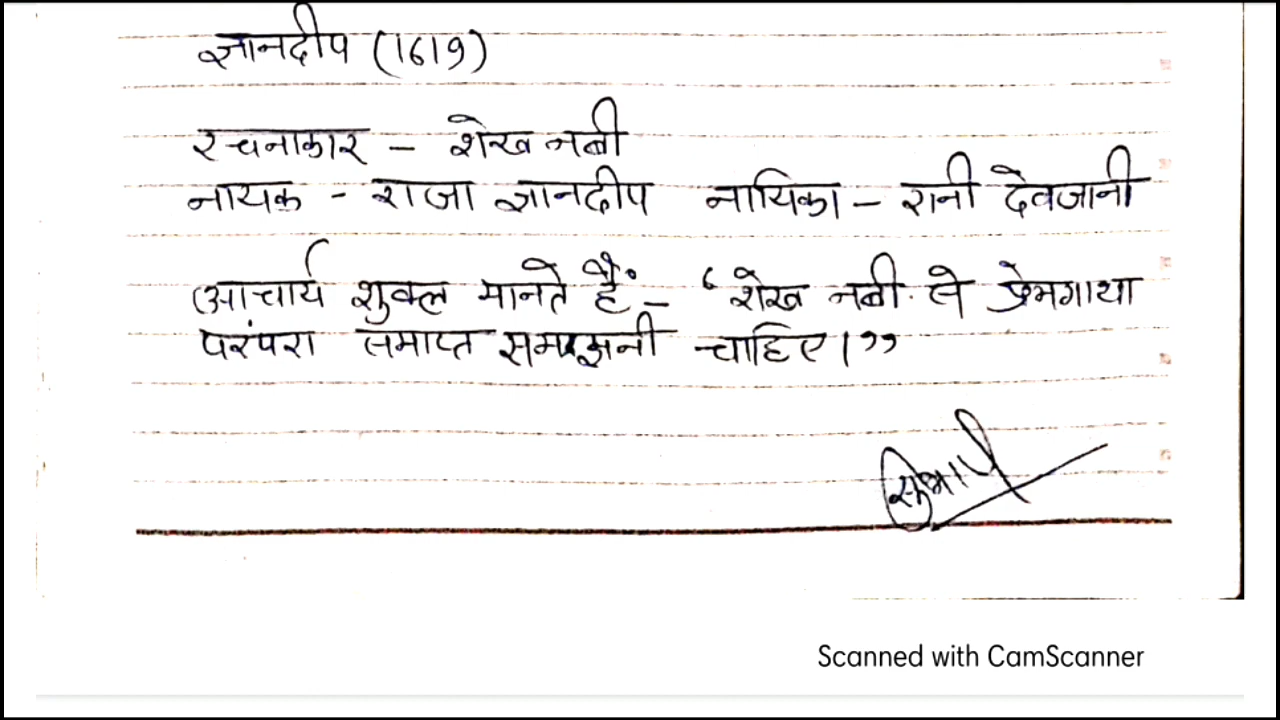 ज्ञानदीप (1619)
रचनाकार - शेख नबी
नायक - राजा ज्ञानदीप नायिका - रानी देवजानी
आचार्य शुक्ल मानते हैं - "शेख नबी से प्रेमगाथा
परंपरा समाप्त समझनी चाहिए।"
सुभाष
Scanned with CamScanner